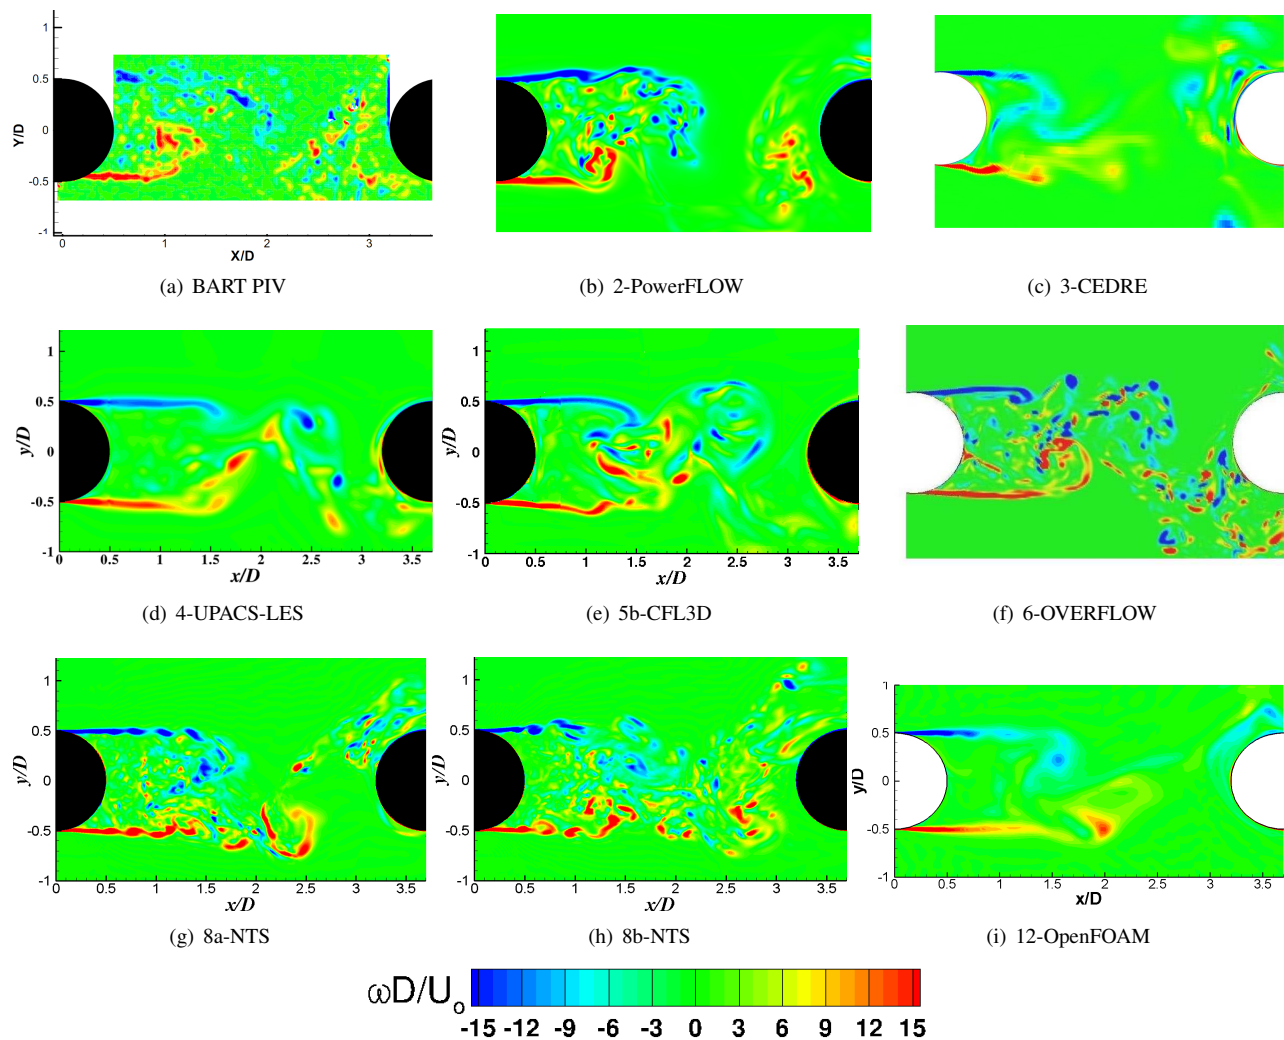 1
0.5
0
-0.5
-1
Y/D
0 1 2 3
X/D
(a) BART PIV
(b) 2-PowerFLOW
(c) 3-CEDRE
1
0.5
0
-0.5
-1
y/D
0 0.5 1 1.5 2 2.5 3 3.5
x/D
(d) 4-UPACS-LES
1
0.5
0
-0.5
-1
y/D
0 0.5 1 1.5 2 2.5 3 3.5
x/D
(e) 5b-CFL3D
(f) 6-OVERFLOW
1
0.5
0
-0.5
-1
y/D
0 0.5 1 1.5 2 2.5 3 3.5
x/D
(g) 8a-NTS
1
0.5
0
-0.5
-1
y/D
0 0.5 1 1.5 2 2.5 3 3.5
x/D
(h) 8b-NTS
1
0.5
0
-0.5
-1
y/D
0 0.5 1 1.5 2 2.5 3 3.5
x/D
(i) 12-OpenFOAM
ωD/U₀
-15 -12 -9 -6 -3 0 3 6 9 12 15